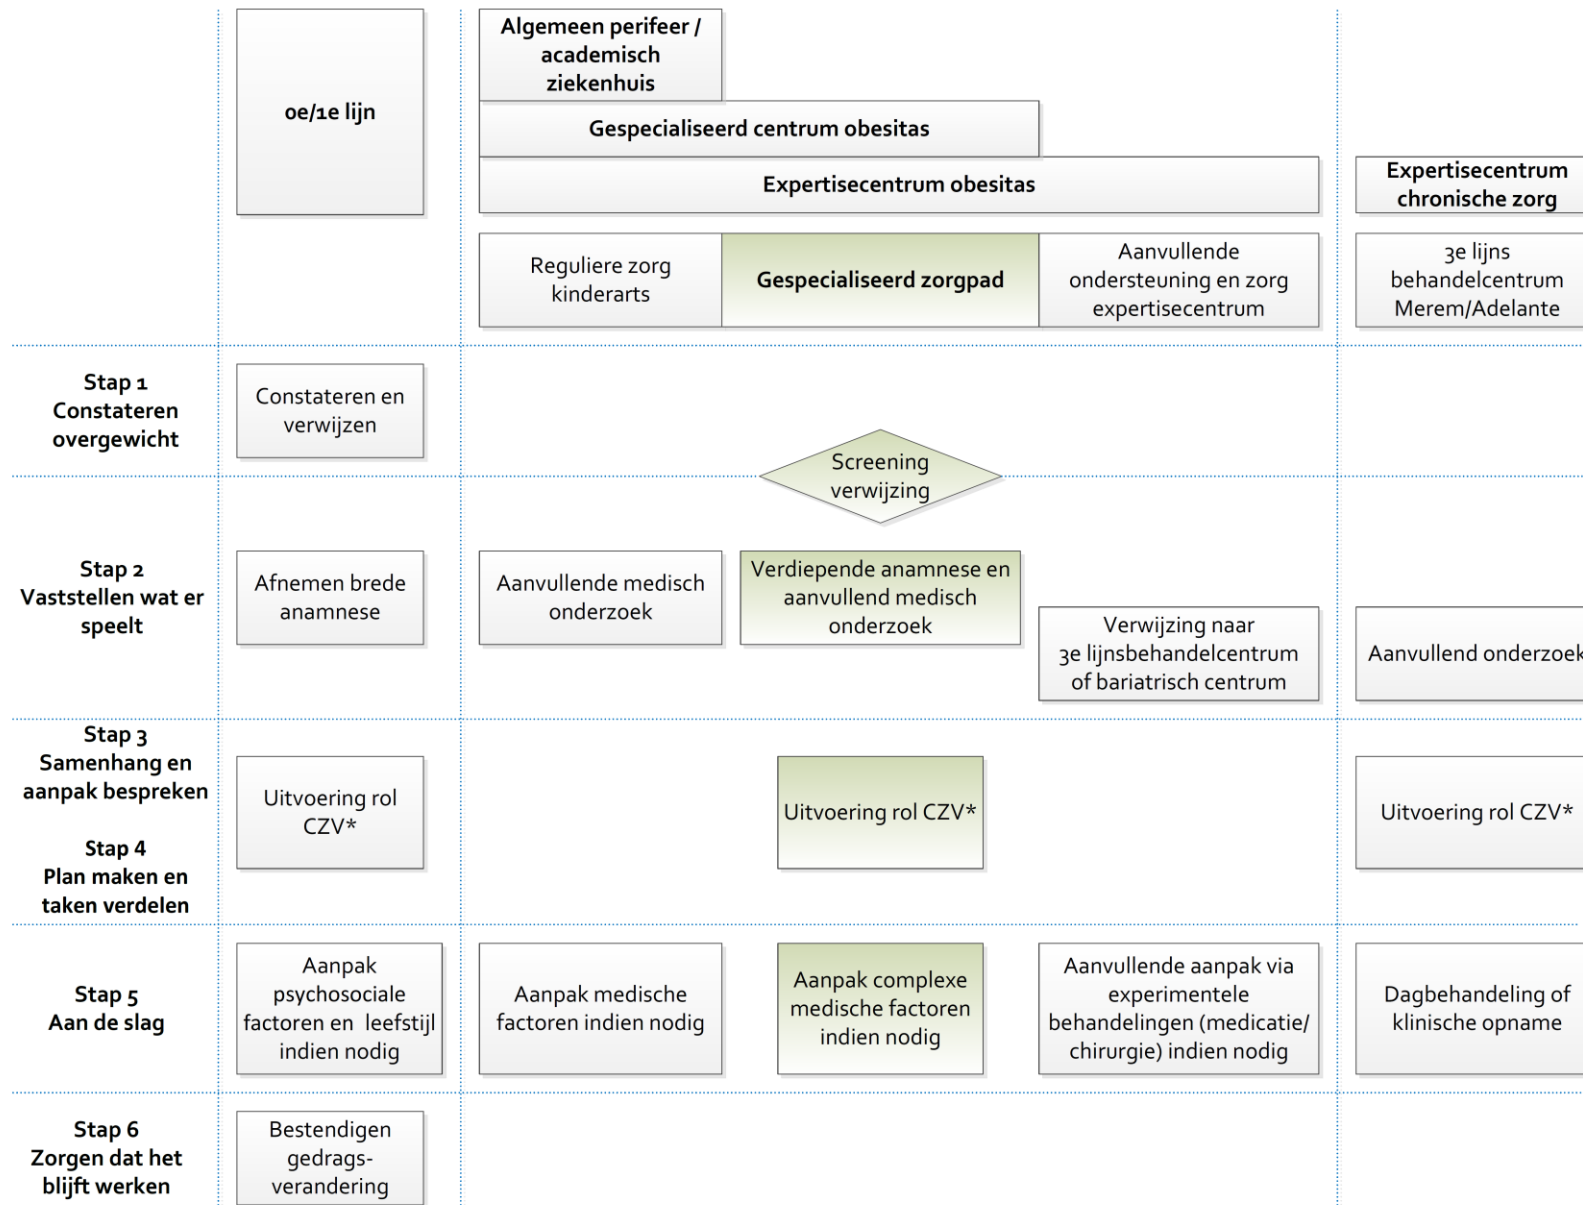 0e/1e lijn
Algemeen perifeer /
academisch
ziekenhuis
Gespecialiseerd centrum obesitas
Expertisecentrum obesitas
Expertisecentrum
chronische zorg
Reguliere zorg
kinderarts
Gespecialiseerd zorgpad
Aanvullende
ondersteuning en zorg
expertisecentrum
3e lijns
behandelcentrum
Merem/Adelante
Stap 1
Constateren
overgewicht
Constateren en
verwijzen
Screening
verwijzing
Stap 2
Vaststellen wat er
speelt
Afnemen brede
anamnese
Aanvullende medisch
onderzoek
Verdiepende anamnese en
aanvullend medisch
onderzoek
Verwijzing naar
3e lijnsbehandelcentrum
of bariatrisch centrum
Aanvullend onderzoek
Stap 3
Samenhang en
aanpak bespreken
Stap 4
Plan maken en
taken verdelen
Uitvoering rol
CZV*
Uitvoering rol CZV*
Uitvoering rol CZV*
Stap 5
Aan de slag
Aanpak
psychosociale
factoren en leefstijl
indien nodig
Aanpak medische
factoren indien nodig
Aanpak complexe
medische factoren
indien nodig
Aanvullende aanpak via
experimentele
behandelingen (medicatie/
chirurgie) indien nodig
Dagbehandeling of
klinische opname
Stap 6
Zorgen dat het
blijft werken
Bestendigen
gedrags-
verandering